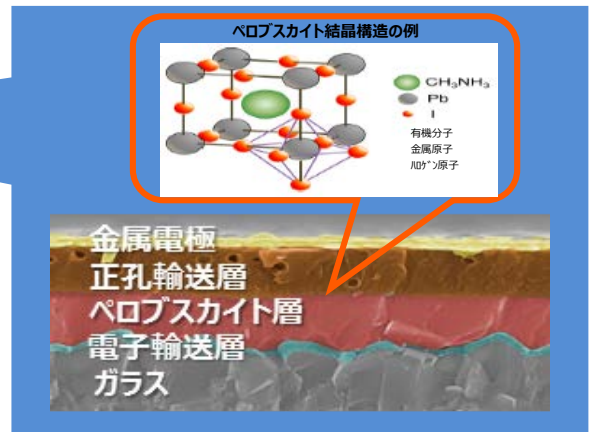 ペロブスカイト結晶構造の例
CH₃NH₃
Pb
I
有機分子
金属原子
ﾊﾛｹﾞﾝ原子
金属電極
正孔輸送層
ペロブスカイト層
電子輸送層
ガラス